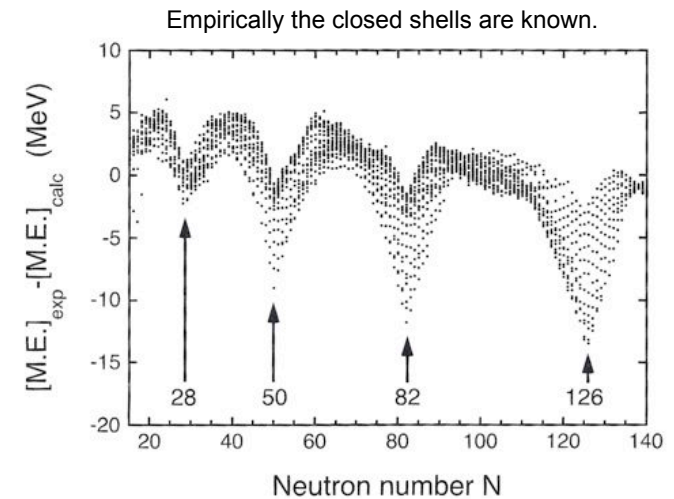 Empirically the closed shells are known.
[M.E.]exp -[M.E.]calc (MeV)
10
5
0
-5
-10
-15
-20
28
50
82
126
20 40 60 80 100 120 140
Neutron number N